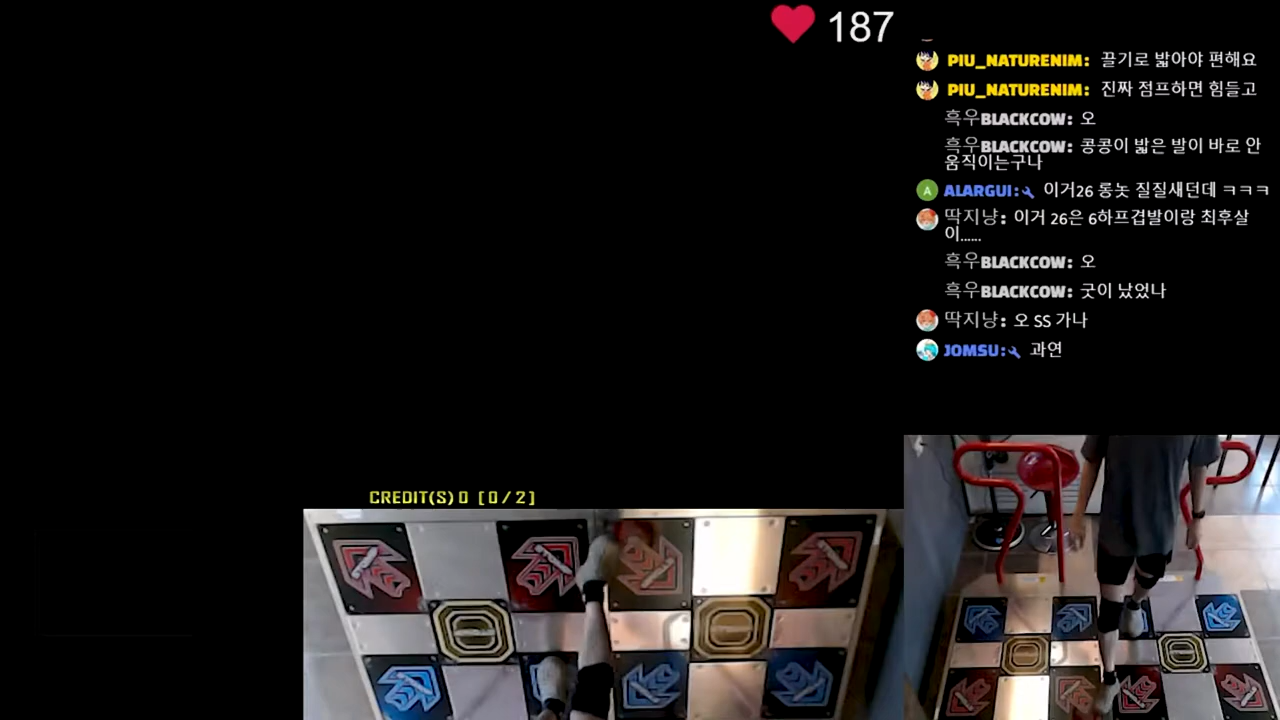 187
PIU_NATURENIM: 끌기로 밟아야 편해요
PIU_NATURENIM: 진짜 점프하면 힘들고
흑우BLACKCOW: 오
흑우BLACKCOW: 콩콩이 밟은 발이 바로 안
움직이는구나
A ALARGUI: 이거26 롱놋 질질새던데 ㅋㅋㅋ
딱지냥: 이거 26은 6하프겹발이랑 최후살
이......
흑우BLACKCOW: 오
흑우BLACKCOW: 굿이 났었나
딱지냥: 오 SS 가나
JOMSU: 과연
CREDIT(S) 0 [0/2]